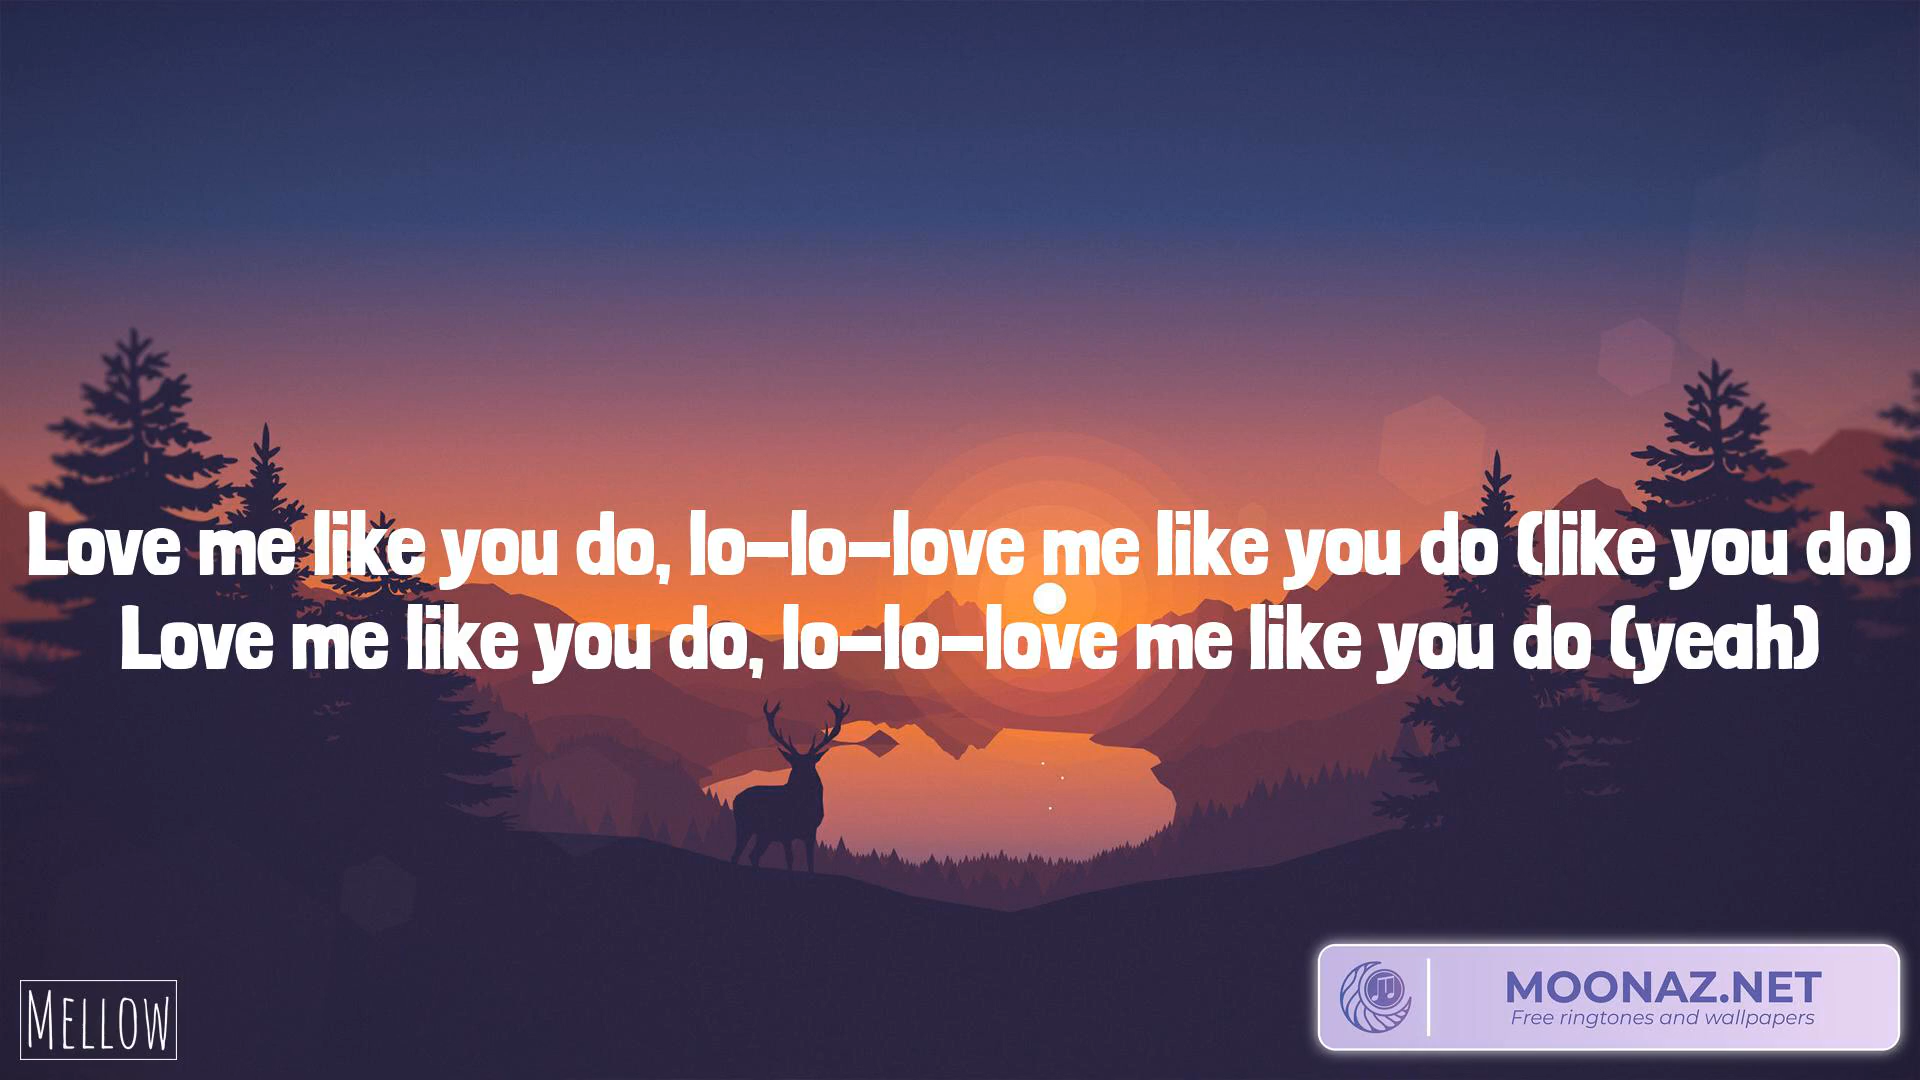 Love me like you do, lo-lo-love me like you do (like you do)
Love me like you do, lo-lo-love me like you do (yeah)
MELLOW
MOONAZ.NET
Free ringtones and wallpapers